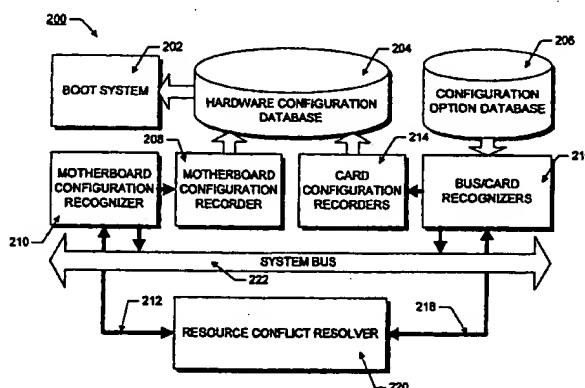 200
202
204
206
BOOT SYSTEM
HARDWARE CONFIGURATION
DATABASE
CONFIGURATION
OPTION DATABASE
208
214
21
MOTHERBOARD
CONFIGURATION
RECOGNIZER
MOTHERBOARD
CONFIGURATION
RECORDER
CARD
CONFIGURATION
RECORDERS
BUS/CARD
RECOGNIZERS
210
SYSTEM BUS
222
212
218
RESOURCE CONFLICT RESOLVER
220